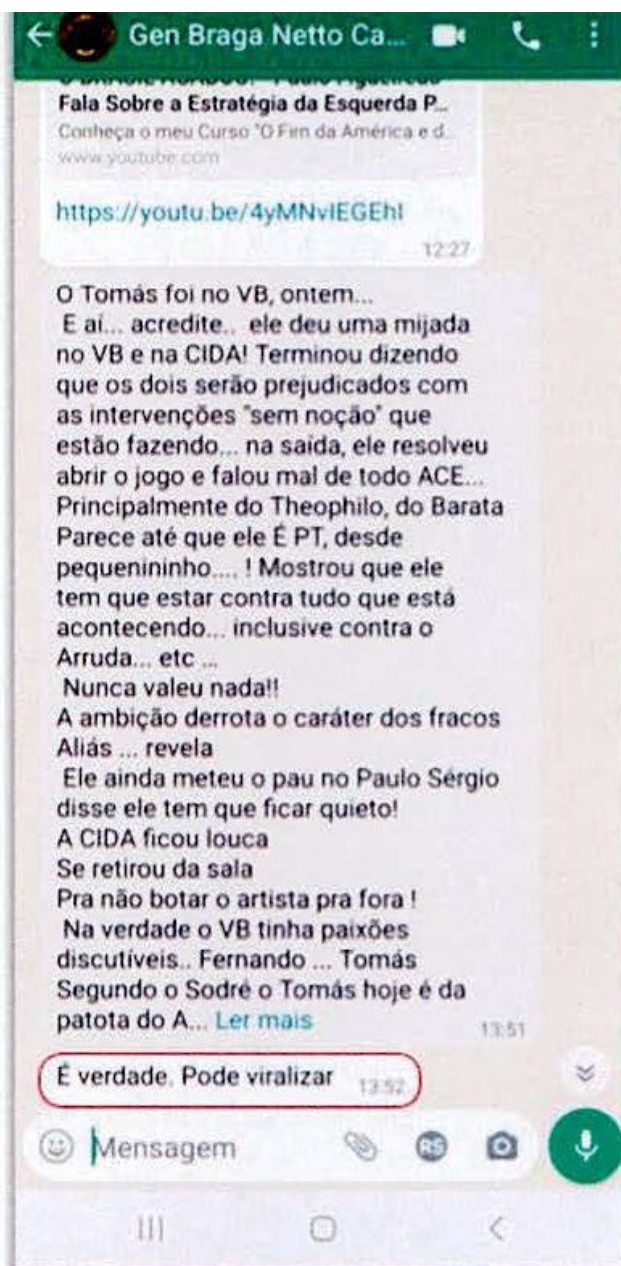 Gen Braga Netto Ca...
Fala Sobre a Estratégia da Esquerda P...
Conheça o meu Curso "O Fim da América e d...
www.youtube.com
https://youtu.be/4yMNvIEGEhI
12:27
O Tomás foi no VB, ontem...
E aí... acredite.. ele deu uma mijada
no VB e na CIDA! Terminou dizendo
que os dois serão prejudicados com
as intervenções "sem noção" que
estão fazendo... na saída, ele resolveu
abrir o jogo e falou mal de todo ACE...
Principalmente do Theophilo, do Barata
Parece até que ele É PT, desde
pequenininho.... ! Mostrou que ele
tem que estar contra tudo que está
acontecendo... inclusive contra o
Arruda... etc ...
Nunca valeu nada!!
A ambição derrota o caráter dos fracos
Aliás ... revela
Ele ainda meteu o pau no Paulo Sérgio
disse ele tem que ficar quieto!
A CIDA ficou louca
Se retirou da sala
Pra não botar o artista pra fora !
Na verdade o VB tinha paixões
discutíveis.. Fernando ... Tomás
Segundo o Sodré o Tomás hoje é da
patota do A... Ler mais
13:51
É verdade. Pode viralizar
13:52
Mensagem